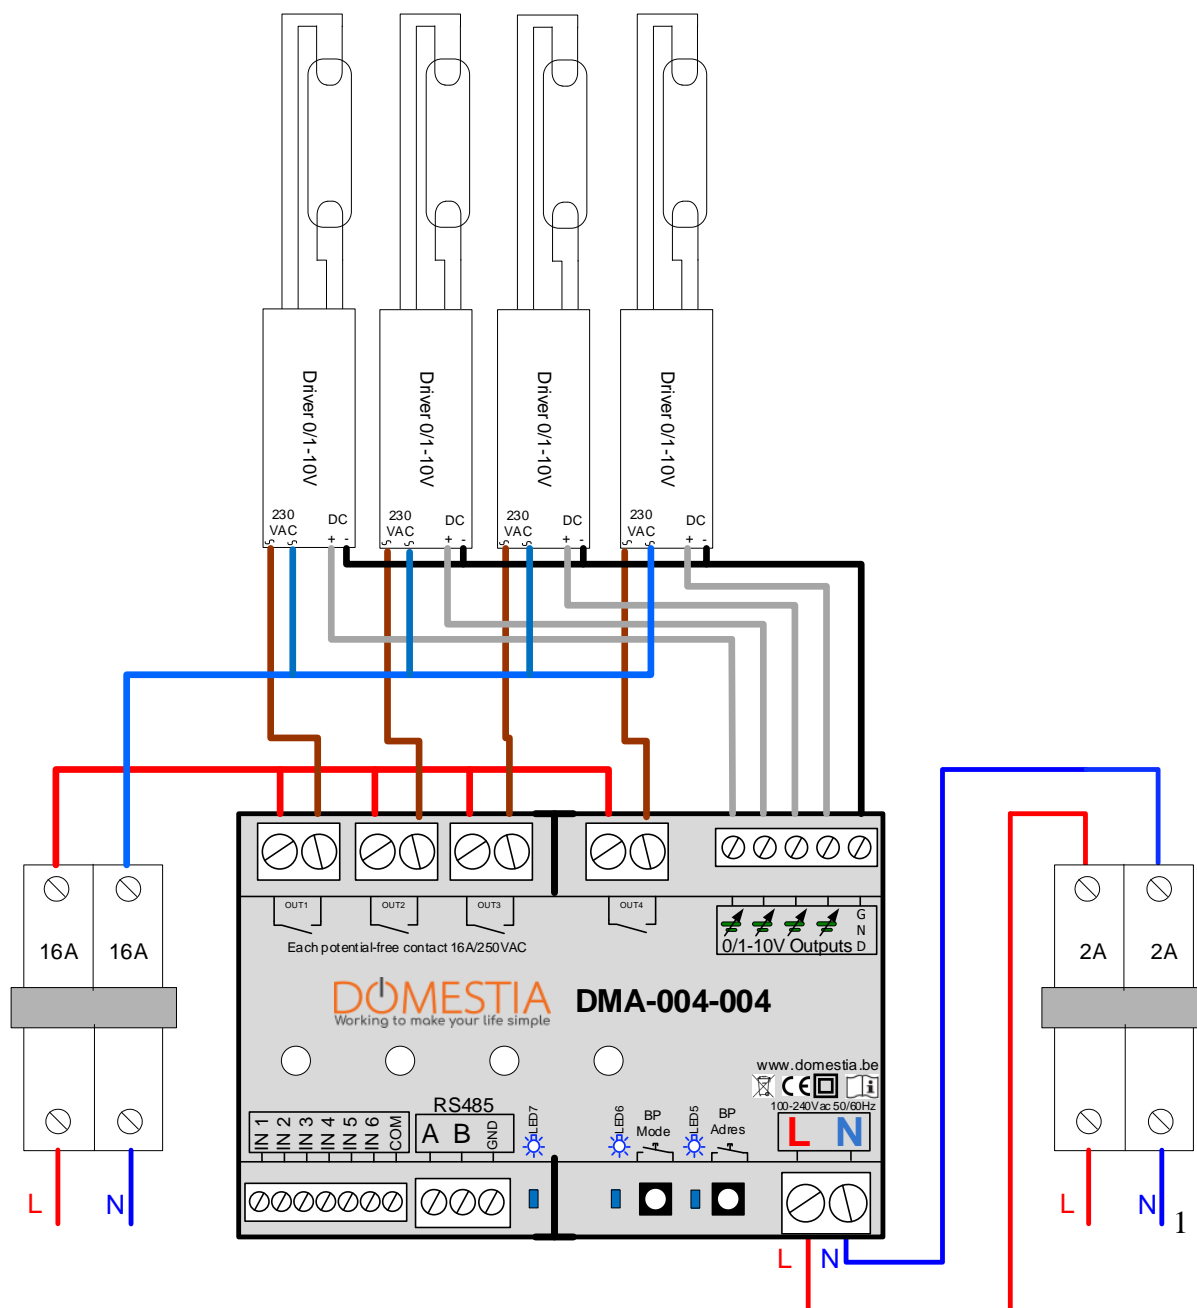 Driver 0/1-10V
Driver 0/1-10V
Driver 0/1-10V
Driver 0/1-10V
230
VAC
DC
+ -
230
VAC
DC
+ -
230
VAC
DC
+ -
230
VAC
DC
+ -
16A
16A
OUT1
OUT2
OUT3
OUT4
Each potential-free contact 16A/250VAC
0/1-10V Outputs
GND
2A
2A
DOMESTIA
Working to make your life simple
DMA-004-004
www.domestia.be
CE
i
100-240Vac 50/60Hz
IN 1
IN 2
IN 3
IN 4
IN 5
IN 6
COM
RS485
A B GND
LED7
LED6
BP
Mode
LED5
BP
Adres
L N
L
N
L
N
L
N
1